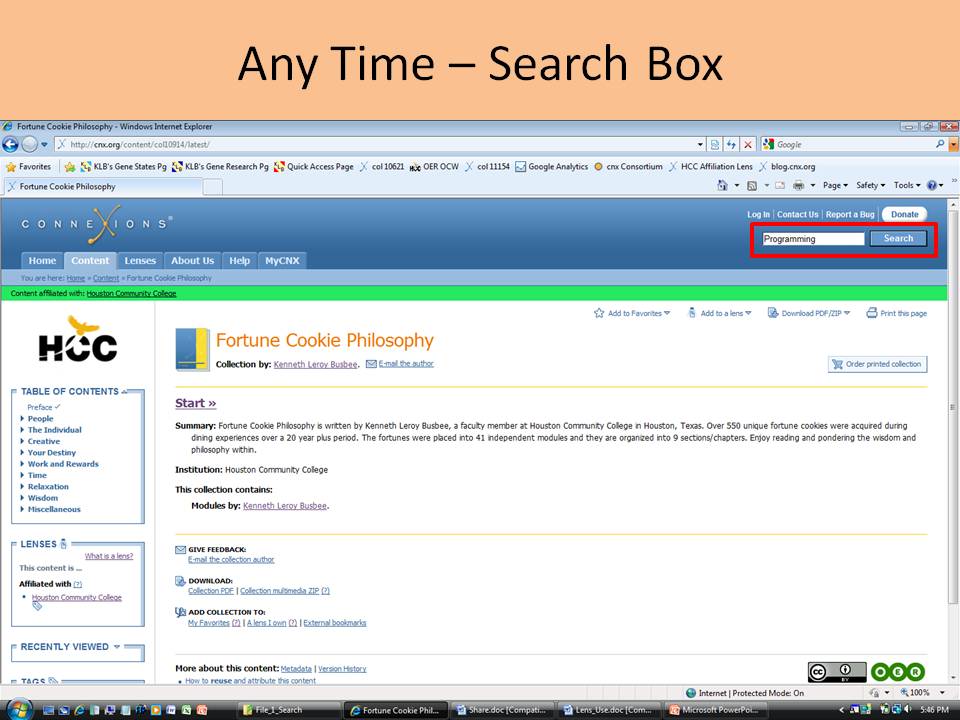 Any Time – Search Box
Fortune Cookie Philosophy - Windows Internet Explorer
http://cnx.org/content/col10914/latest/
Google
Favorites
KLB's Gene States Pg
KLB's Gene Research Pg
Quick Access Page
col 10621
OER OCW
col 11154
Google Analytics
cnx Consortium
HCC Affiliation Lens
blog.cnx.org
Fortune Cookie Philosophy
Page
Safety
Tools
CONNEXIONS®
Log In | Contact Us | Report a Bug
Donate
Programming
Search
Home
Content
Lenses
About Us
Help
MyCNX
You are here: Home » Content » Fortune Cookie Philosophy
Content affiliated with: Houston Community College
Add to Favorites
Add to a lens
Download PDF/ZIP
Print this page
HCC
Fortune Cookie Philosophy
Collection by: Kenneth Leroy Busbee.
E-mail the author
Order printed collection
TABLE OF CONTENTS
Preface
People
The Individual
Creative
Your Destiny
Work and Rewards
Time
Relaxation
Wisdom
Miscellaneous
Start »
Summary: Fortune Cookie Philosophy is written by Kenneth Leroy Busbee, a faculty member at Houston Community College in Houston, Texas. Over 550 unique fortune cookies were acquired during
dining experiences over a 20 year plus period. The fortunes were placed into 41 independent modules and they are organized into 9 sections/chapters. Enjoy reading and pondering the wisdom and
philosophy within.
Institution: Houston Community College
This collection contains:
Modules by: Kenneth Leroy Busbee.
LENSES
What is a lens?
This content is ...
Affiliated with (?)
Houston Community College
RECENTLY VIEWED
TAGS
GIVE FEEDBACK:
E-mail the collection author
DOWNLOAD:
Collection PDF | Collection multimedia ZIP (?)
ADD COLLECTION TO:
My Favorites (?) | A lens I own (?) | External bookmarks
More about this content: Metadata | Version History
How to reuse and attribute this content
cc
BY
OER
Internet | Protected Mode: On
100%
File_1_Search
Fortune Cookie Phil...
Share.doc [Compati...
Lens_Use.doc [Com...
Microsoft PowerPoi...
5:46 PM